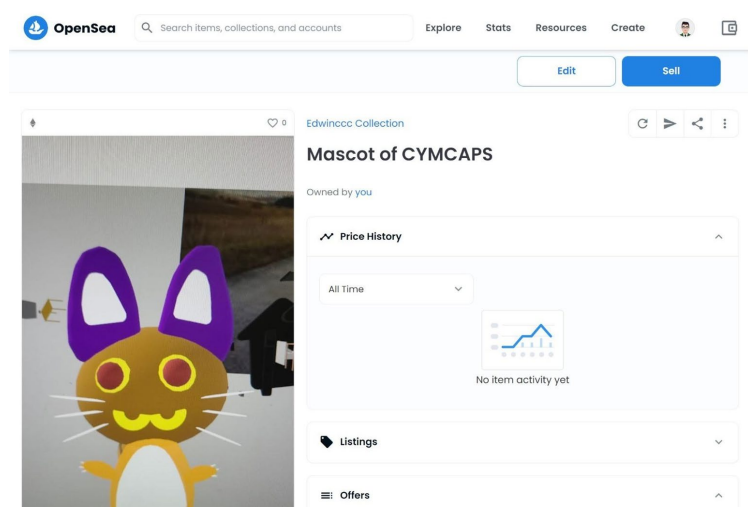 OpenSea
Search items, collections, and accounts
Explore Stats Resources Create
Edit Sell
0
Edwinccc Collection
Mascot of CYMCAPS
Owned by you
Price History
All Time
No item activity yet
Listings
Offers